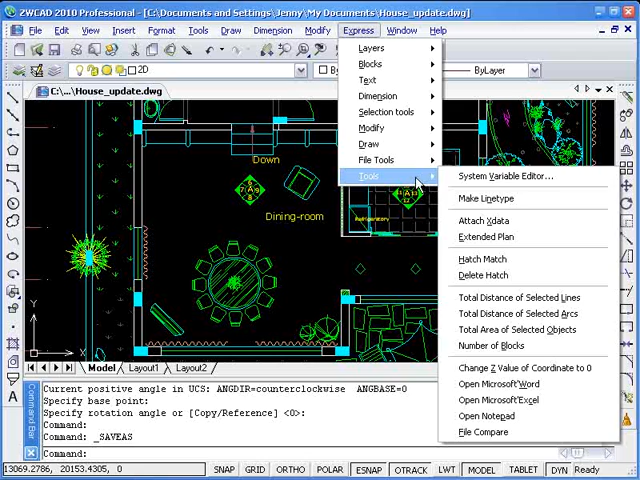 ZWCAD 2010 Professional - [C:\Documents and Settings\Jenny\My Documents\House_update.dwg]
File Edit View Insert Format Tools Draw Dimension Modify Express Window Help
2D
ByLayer
C:\...\House_update.dwg
Layers
Blocks
Text
Dimension
Selection tools
Modify
Draw
File Tools
Tools
System Variable Editor...
Make Linetype
Attach Xdata
Extended Plan
Hatch Match
Delete Hatch
Total Distance of Selected Lines
Total Distance of Selected Arcs
Total Area of Selected Objects
Number of Blocks
Change Z Value of Coordinate to 0
Open Microsoft Word
Open Microsoft Excel
Open Notepad
File Compare
Down
A
Dining-room
A
Refrigeratory
Y
X
Model Layout1 Layout2
Command Bar
Current positive angle in UCS: ANGDIR=counterclockwise ANGBASE=0
Specify base point:
Specify rotation angle or [Copy/Reference] <0>:
Command:
Command: _SAVEAS
Command:
13069.2786, 20153.4305, 0
SNAP GRID ORTHO POLAR ESNAP OTRACK LWT MODEL TABLET DYN Ready